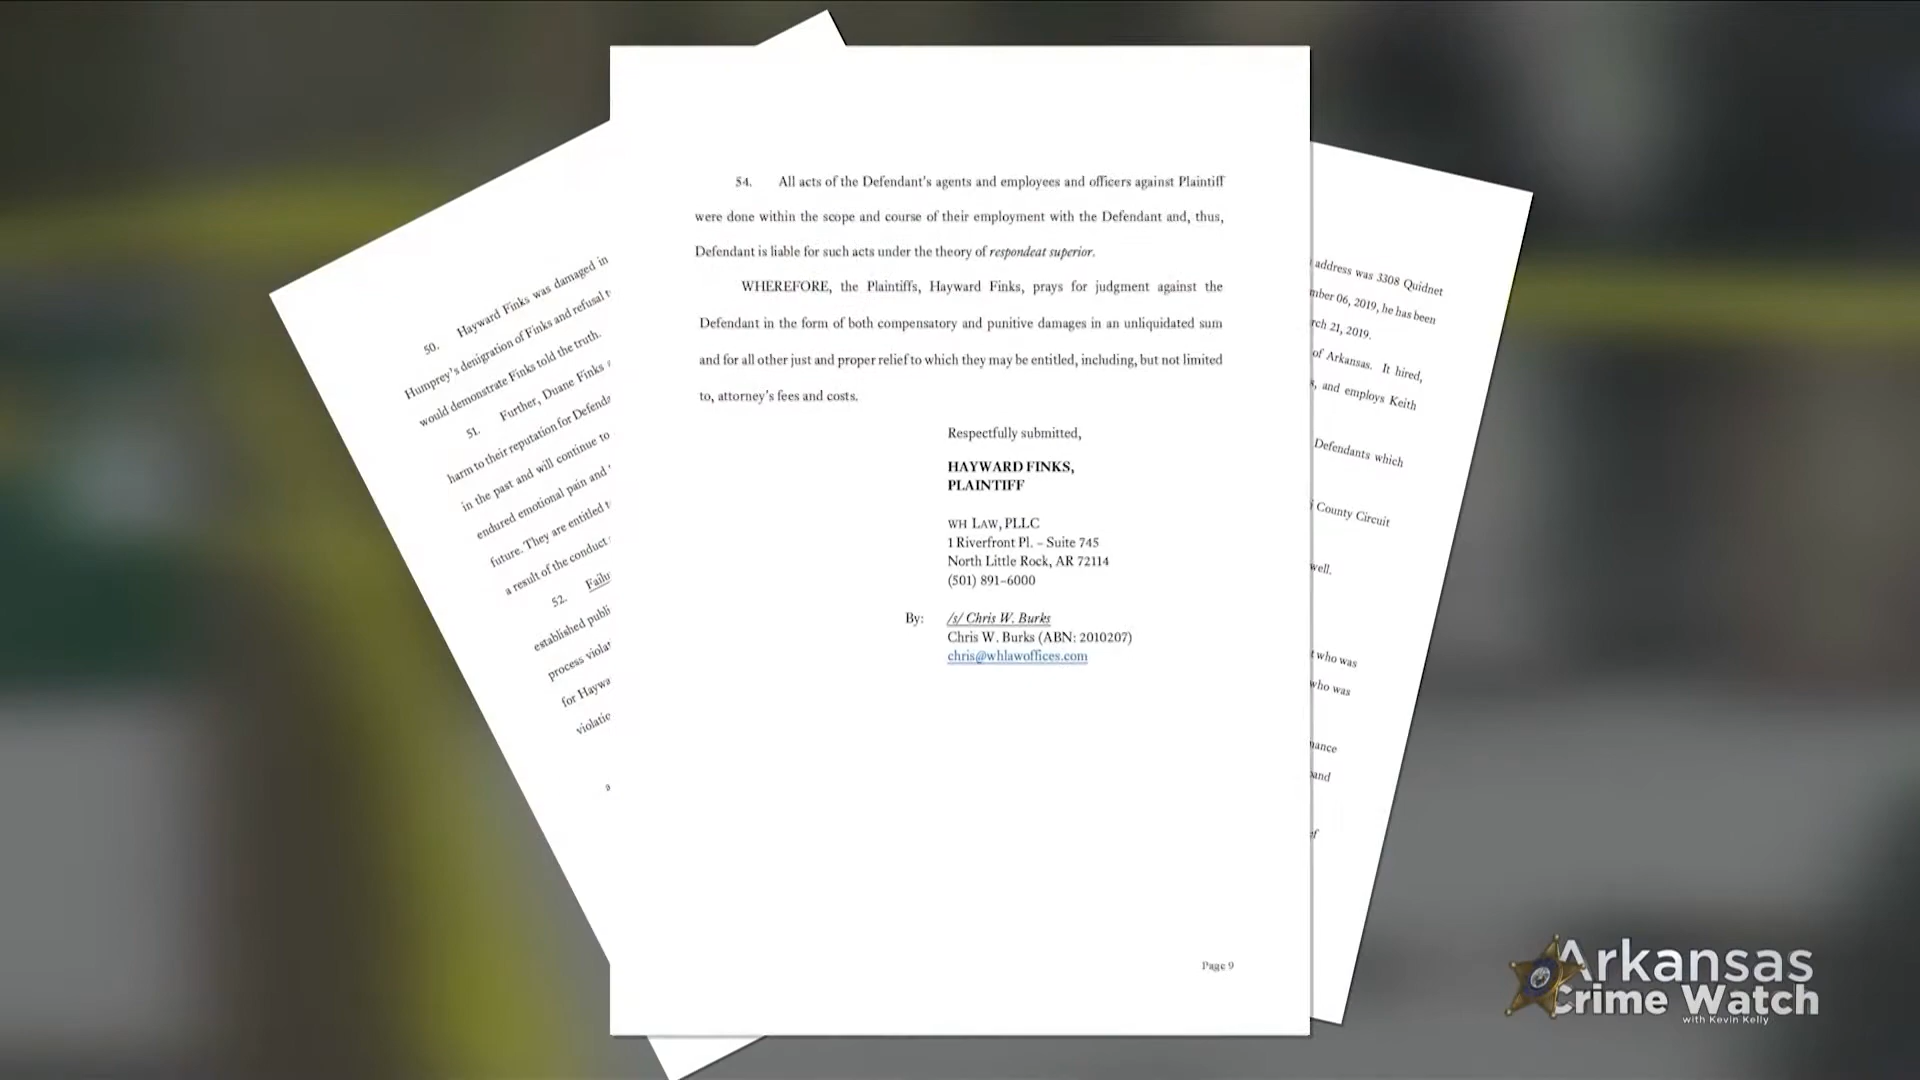 54. All acts of the Defendant's agents and employees and officers against Plaintiff
were done within the scope and course of their employment with the Defendant and, thus,
Defendant is liable for such acts under the theory of respondeat superior.
WHEREFORE, the Plaintiffs, Hayward Finks, prays for judgment against the
Defendant in the form of both compensatory and punitive damages in an unliquidated sum
and for all other just and proper relief to which they may be entitled, including, but not limited
to, attorney's fees and costs.
Respectfully submitted,
HAYWARD FINKS,
PLAINTIFF
WH LAW, PLLC
1 Riverfront Pl. – Suite 745
North Little Rock, AR 72114
(501) 891–6000
By: /s/ Chris W. Burks
Chris W. Burks (ABN: 2010207)
chris@whlawoffices.com
Page 9
50. Hayward Finks was damaged in
Humprey's denigration of Finks and refusal
would demonstrate Finks told the truth.
51. Further, Duane Finks
harm to their reputation for
in the past and will continue to
endured emotional pain and
future. They are entitled
a result of the conduct
52.
established
process
for
address was 3308 Quidnet
06, 2019, he has been
21, 2019.
of Arkansas. It hired,
and employs Keith
Defendants which
County Circuit
well.
who was
who was
Arkansas
Crime Watch
with Kevin Kelly